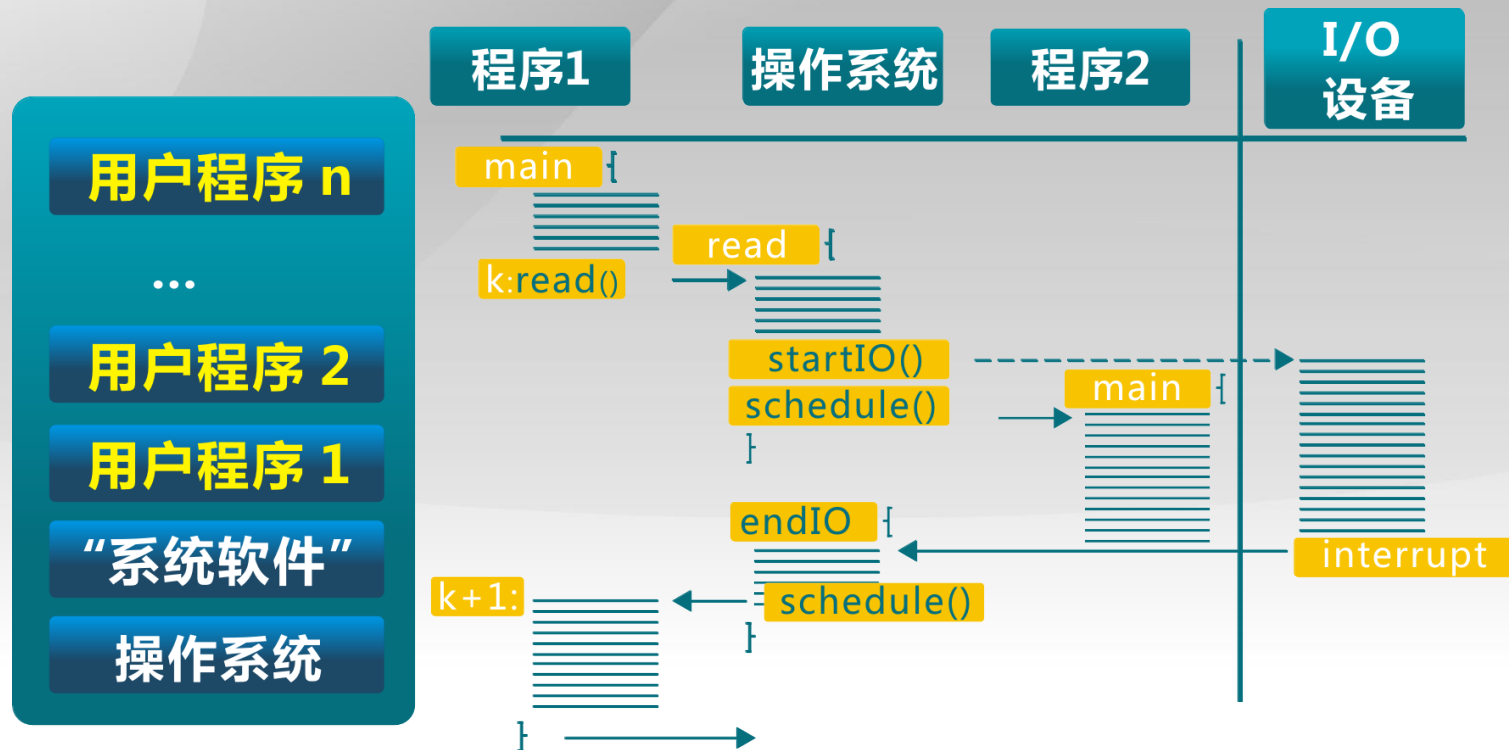 程序1
操作系统
程序2
I/O
设备
用户程序 n
...
用户程序 2
用户程序 1
“系统软件”
操作系统
main {
read {
k:read()
startIO()
schedule()
main {
}
endIO {
interrupt
k+1:
schedule()
}
}